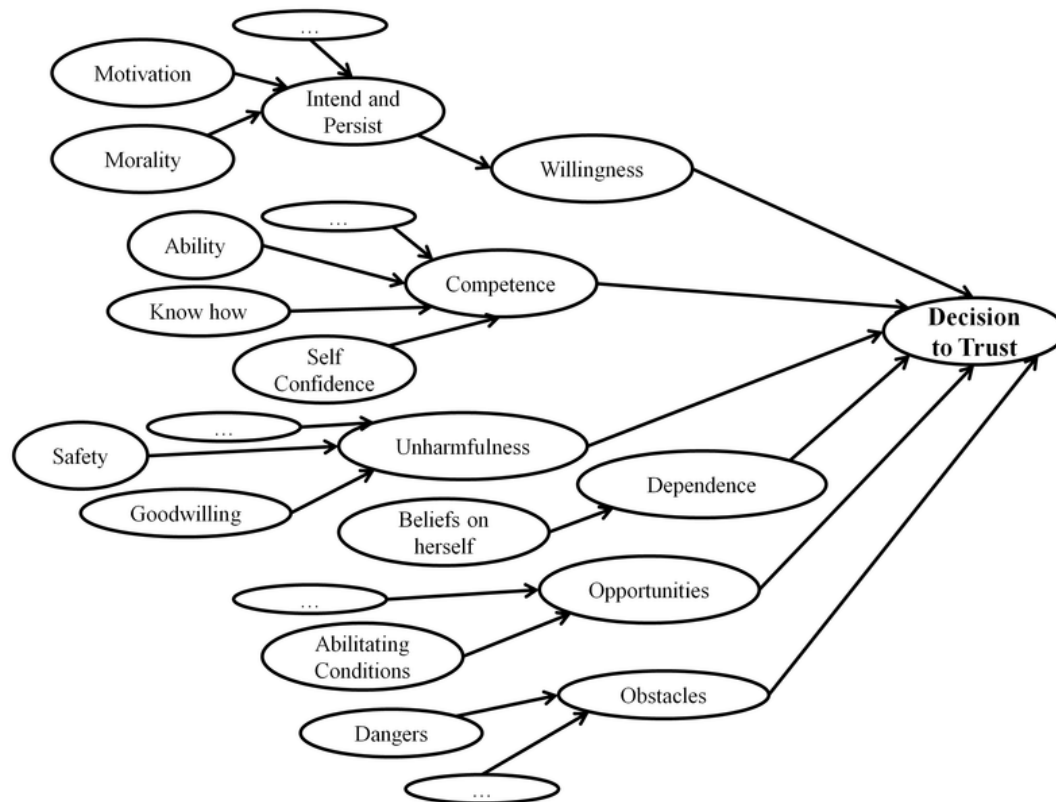 ...
Motivation
Intend and
Persist
Morality
Willingness
...
Ability
Competence
Know how
Self
Confidence
Decision
to Trust
...
Safety
Unharmfulness
Goodwilling
Dependence
Beliefs on
herself
...
Opportunities
Abilitating
Conditions
Obstacles
Dangers
...